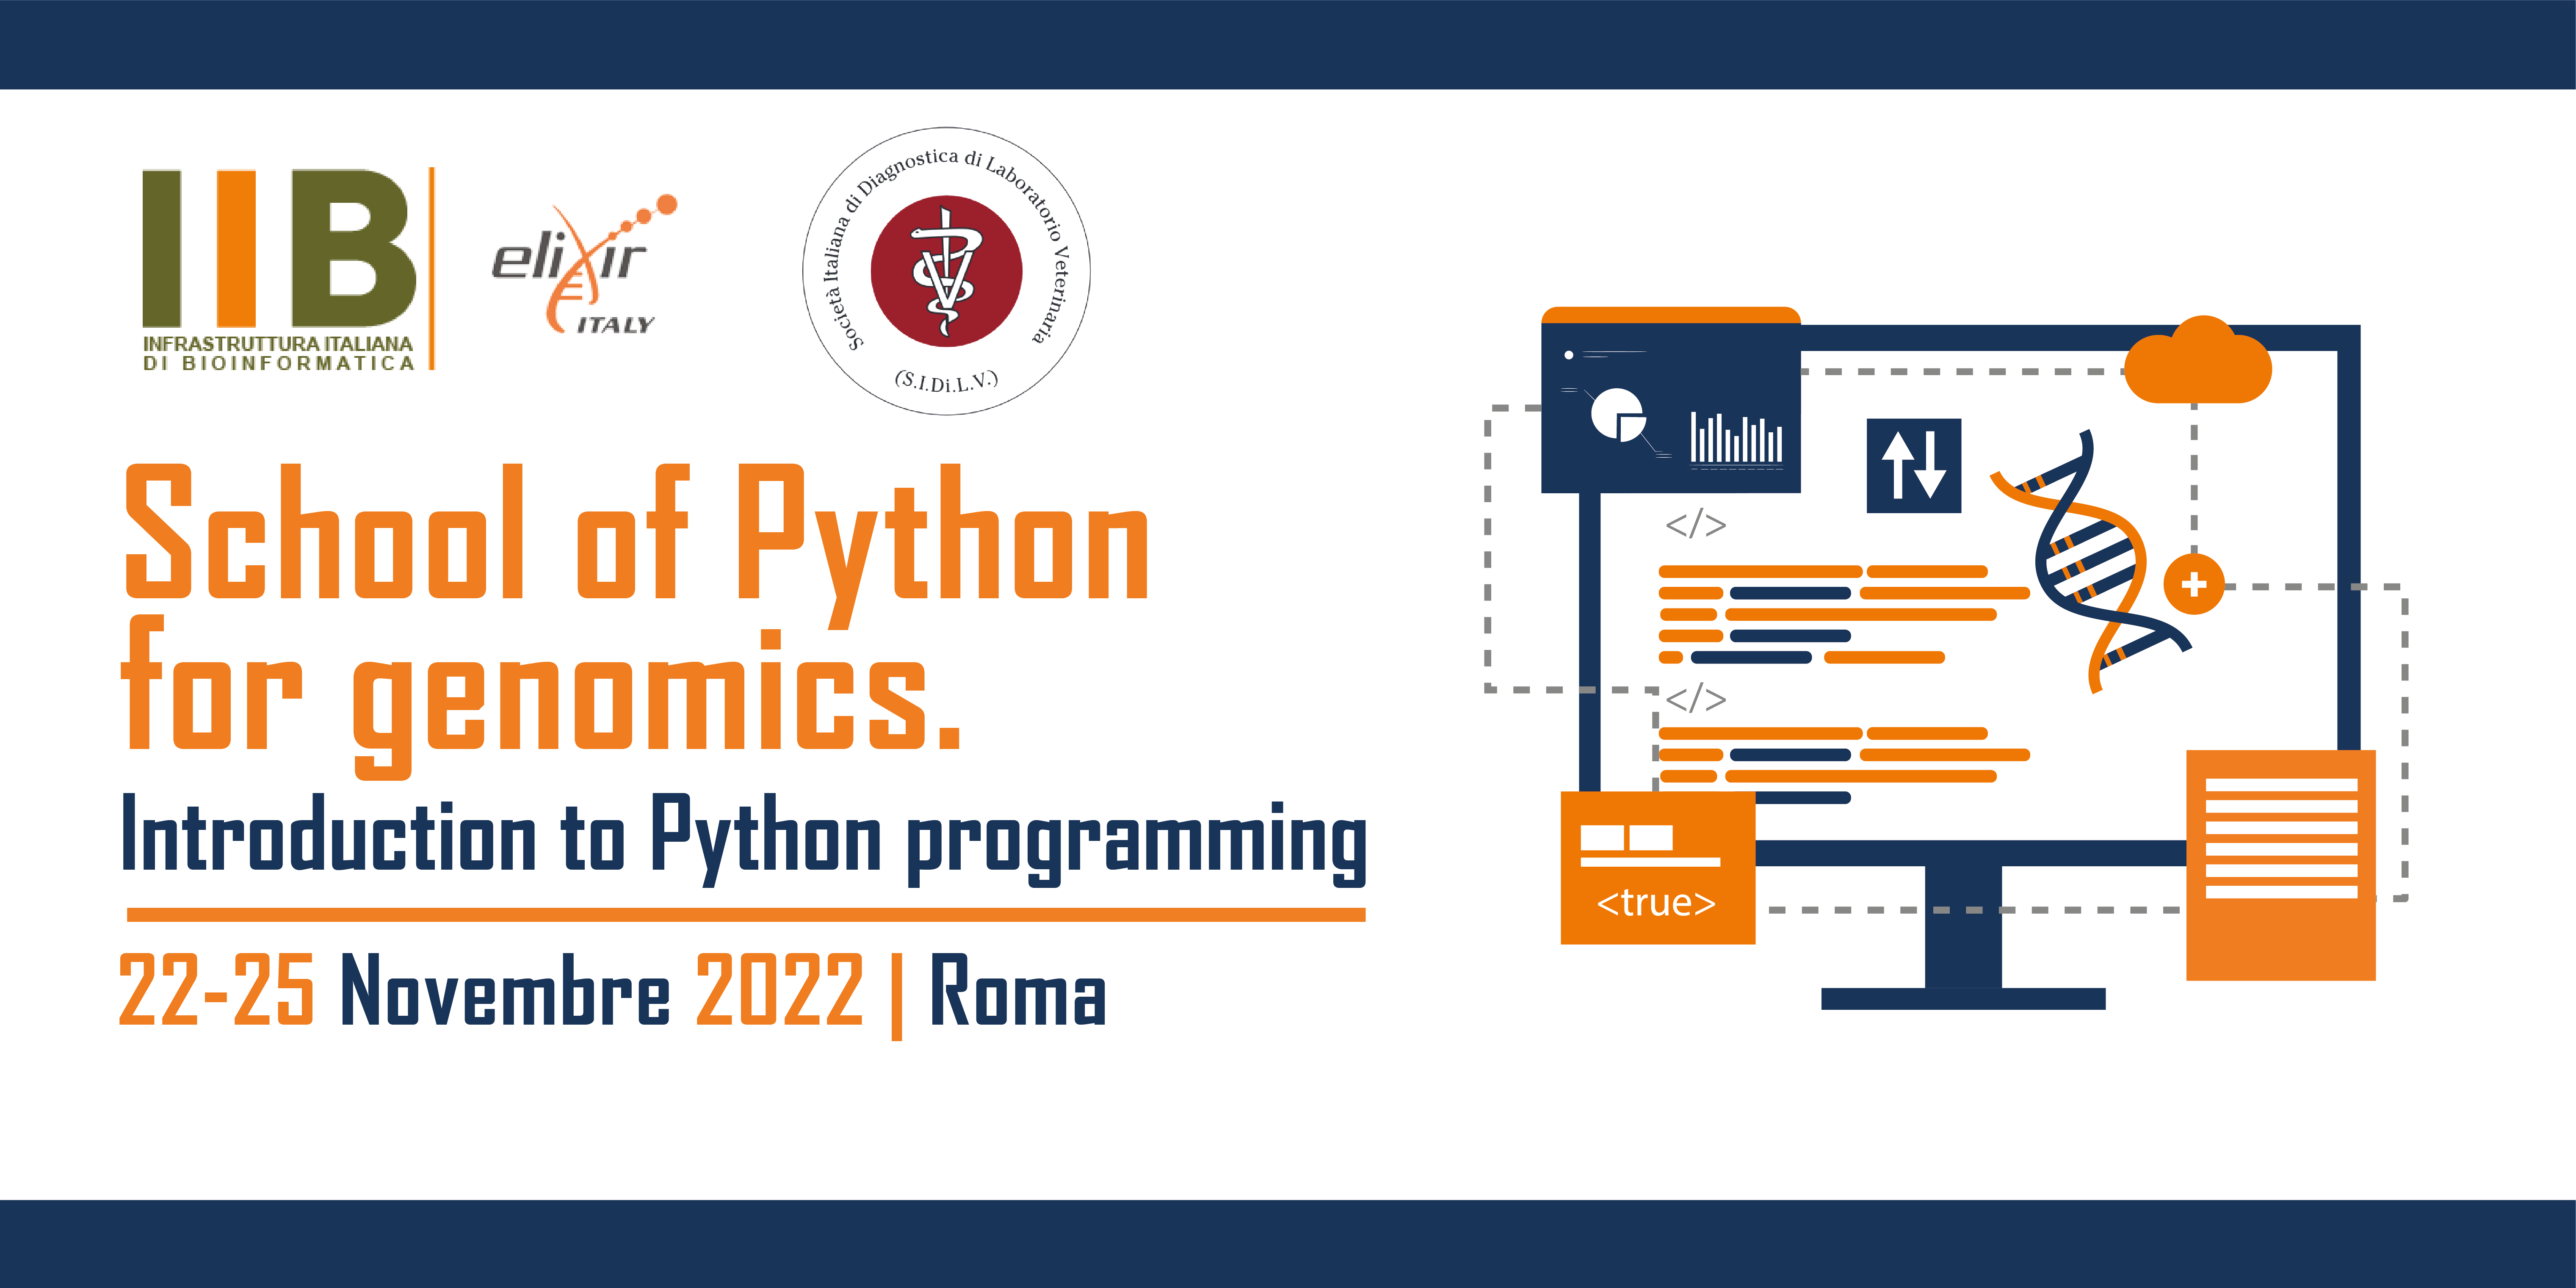 IIB
INFRASTRUTTURA ITALIANA
DI BIOINFORMATICA
elixir
ITALY
Società Italiana di Diagnostica di Laboratorio Veterinaria
(S.I.Di.L.V.)
V
School of Python
for genomics.
Introduction to Python programming
22-25 Novembre 2022 | Roma
</>
</>
<true>